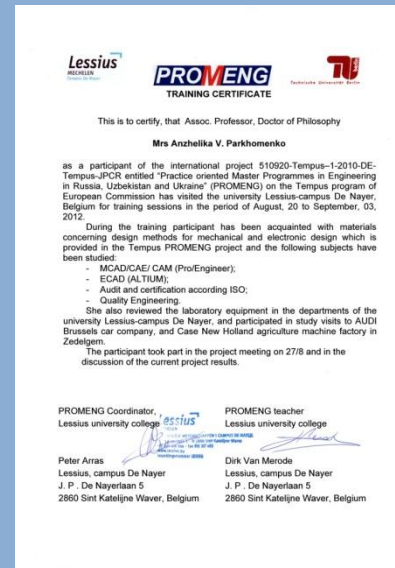 Lessius
MECHELEN
Campus De Nayer
PROMENG
TRAINING CERTIFICATE
Technische Universität Berlin
This is to certify, that Assoc. Professor, Doctor of Philosophy
Mrs Anzhelika V. Parkhomenko
as a participant of the international project 510920-Tempus–1-2010-DE-
Tempus-JPCR entitled “Practice oriented Master Programmes in Engineering
in Russia, Uzbekistan and Ukraine” (PROMENG) on the Tempus program of
European Commission has visited the university Lessius-campus De Nayer,
Belgium for training sessions in the period of August, 20 to September, 03,
2012.
During the training participant has been acquainted with materials
concerning design methods for mechanical and electronic design which is
provided in the Tempus PROMENG project and the following subjects have
been studied:
- MCAD/CAE/ CAM (Pro/Engineer);
- ECAD (ALTIUM);
- Audit and certification according ISO;
- Quality Engineering.
She also reviewed the laboratory equipment in the departments of the
university Lessius-campus De Nayer, and participated in study visits to AUDI
Brussels car company, and Case New Holland agriculture machine factory in
Zedelgem.
The participant took part in the project meeting on 27/8 and in the
discussion of the current project results.
PROMENG Coordinator,
Lessius university college
essius
Peter Arras
Lessius, campus De Nayer
J. P . De Nayerlaan 5
2860 Sint Katelijne Waver, Belgium
PROMENG teacher
Lessius university college
Dirk Van Merode
Lessius, campus De Nayer
J. P . De Nayerlaan 5
2860 Sint Katelijne Waver, Belgium